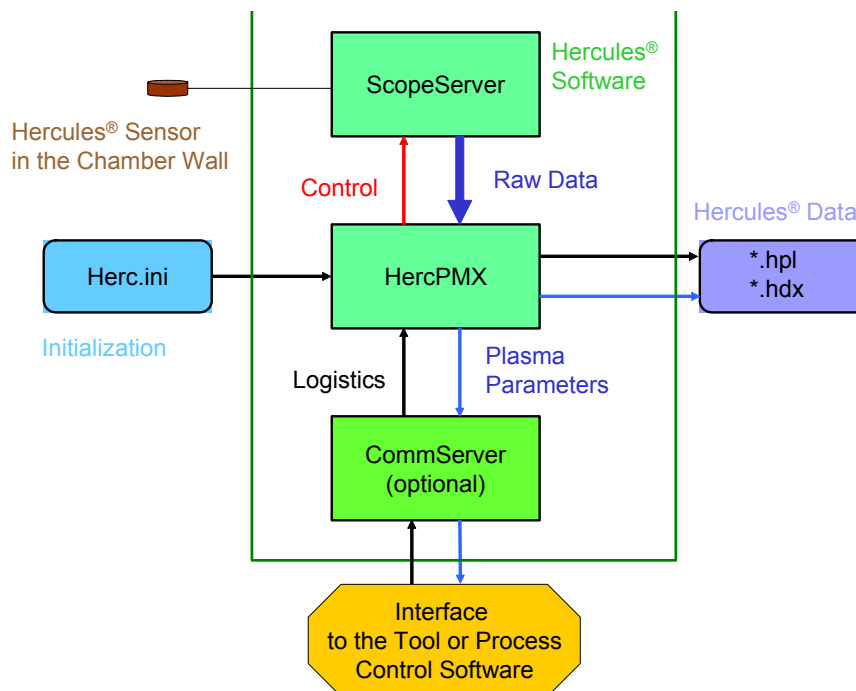 ScopeServer
Hercules® 
Software
Hercules® Sensor
in the Chamber Wall
Control
Raw Data
Hercules® Data
Herc.ini
HercPMX
*.hpl
*.hdx
Initialization
Logistics
Plasma
Parameters
CommServer
(optional)
Interface
to the Tool or Process
Control Software